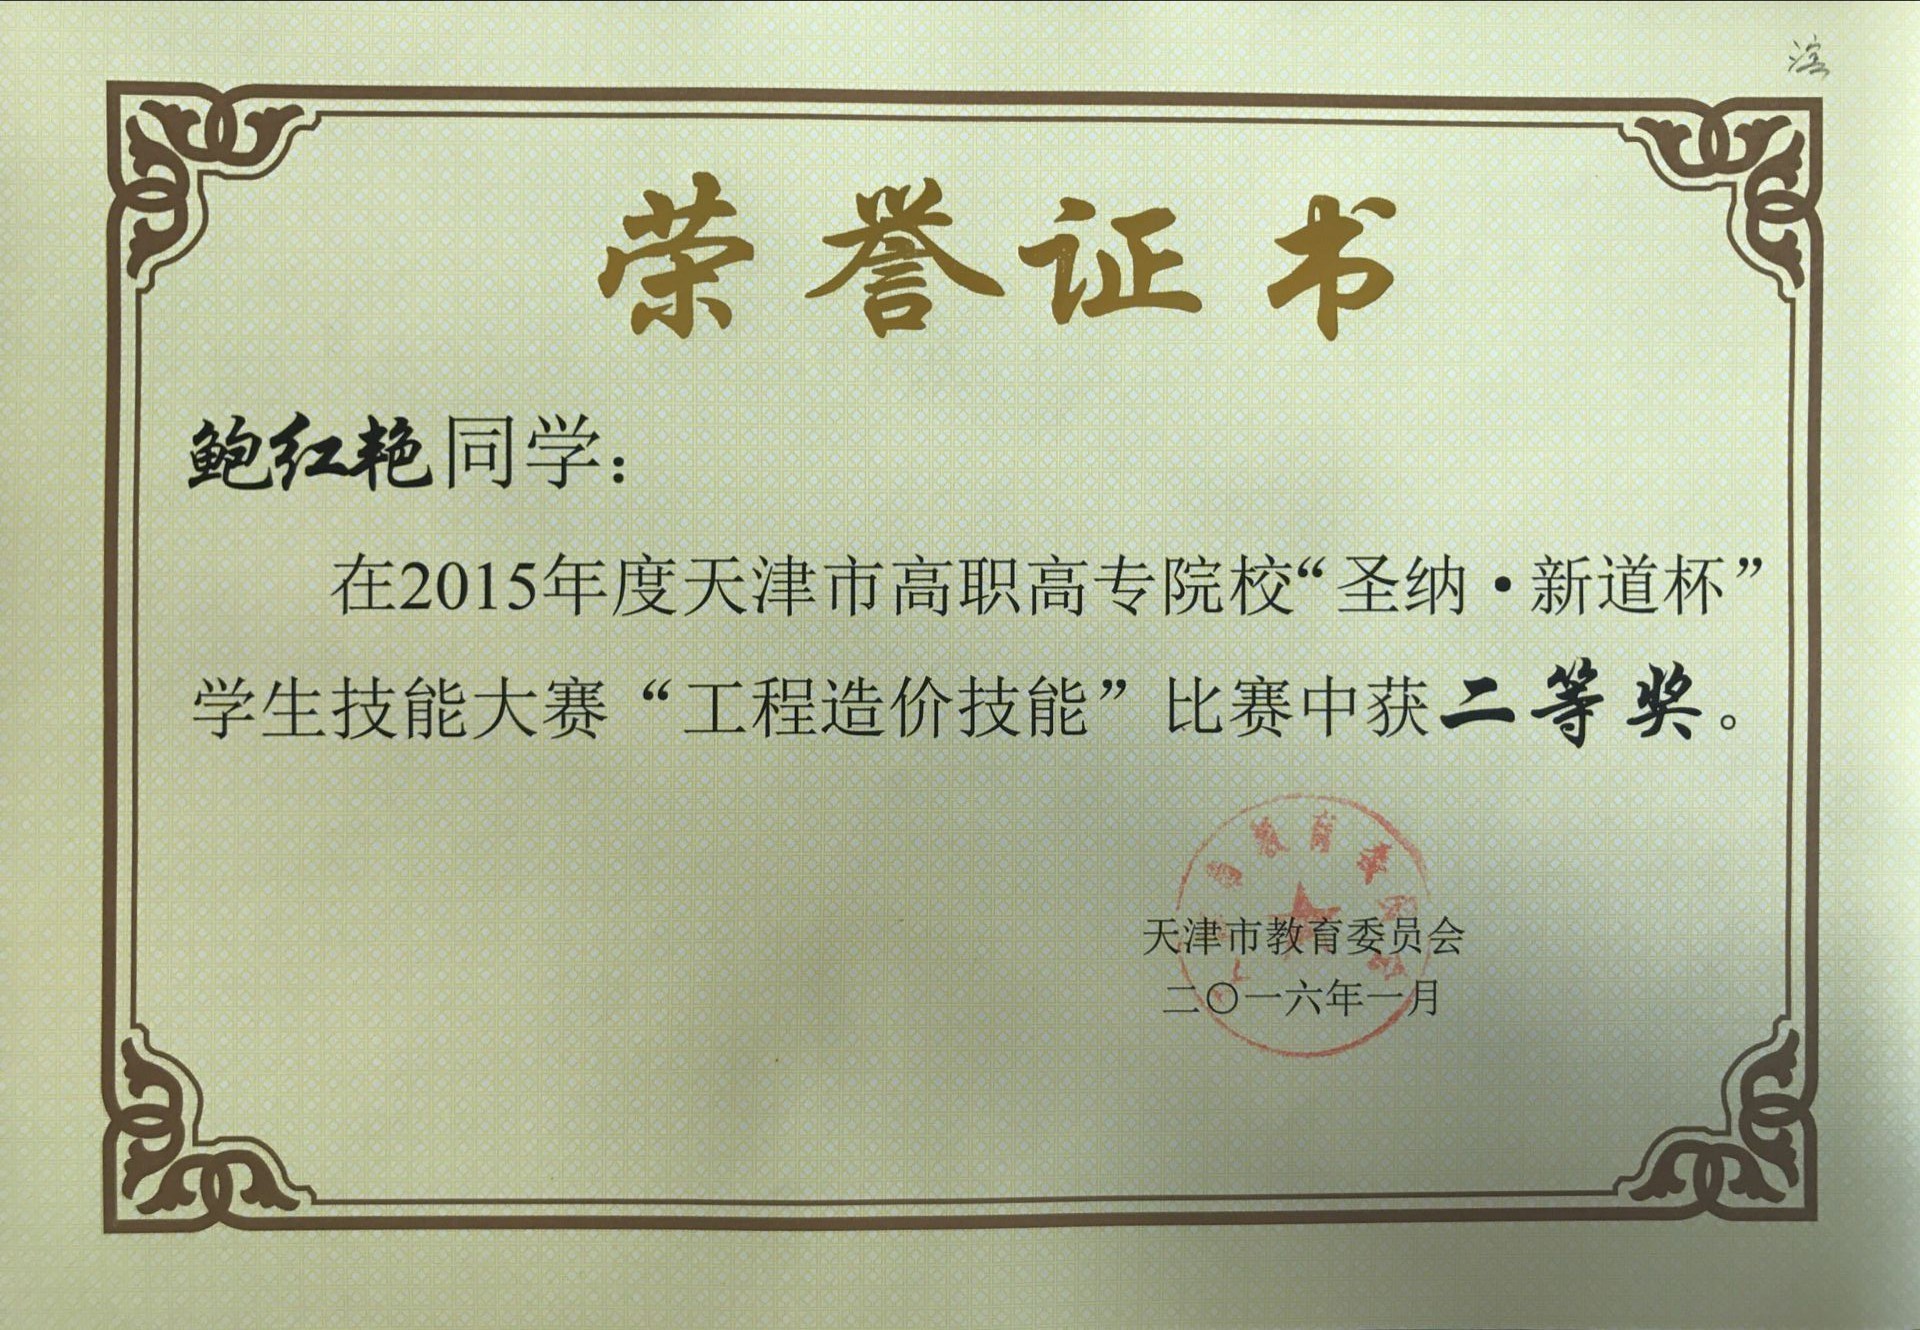 荣誉证书
鲍红艳同学：
在2015年度天津市高职高专院校“圣纳·新道杯”
学生技能大赛“工程造价技能”比赛中获二等奖。
天津市教育委员会
二〇一六年一月